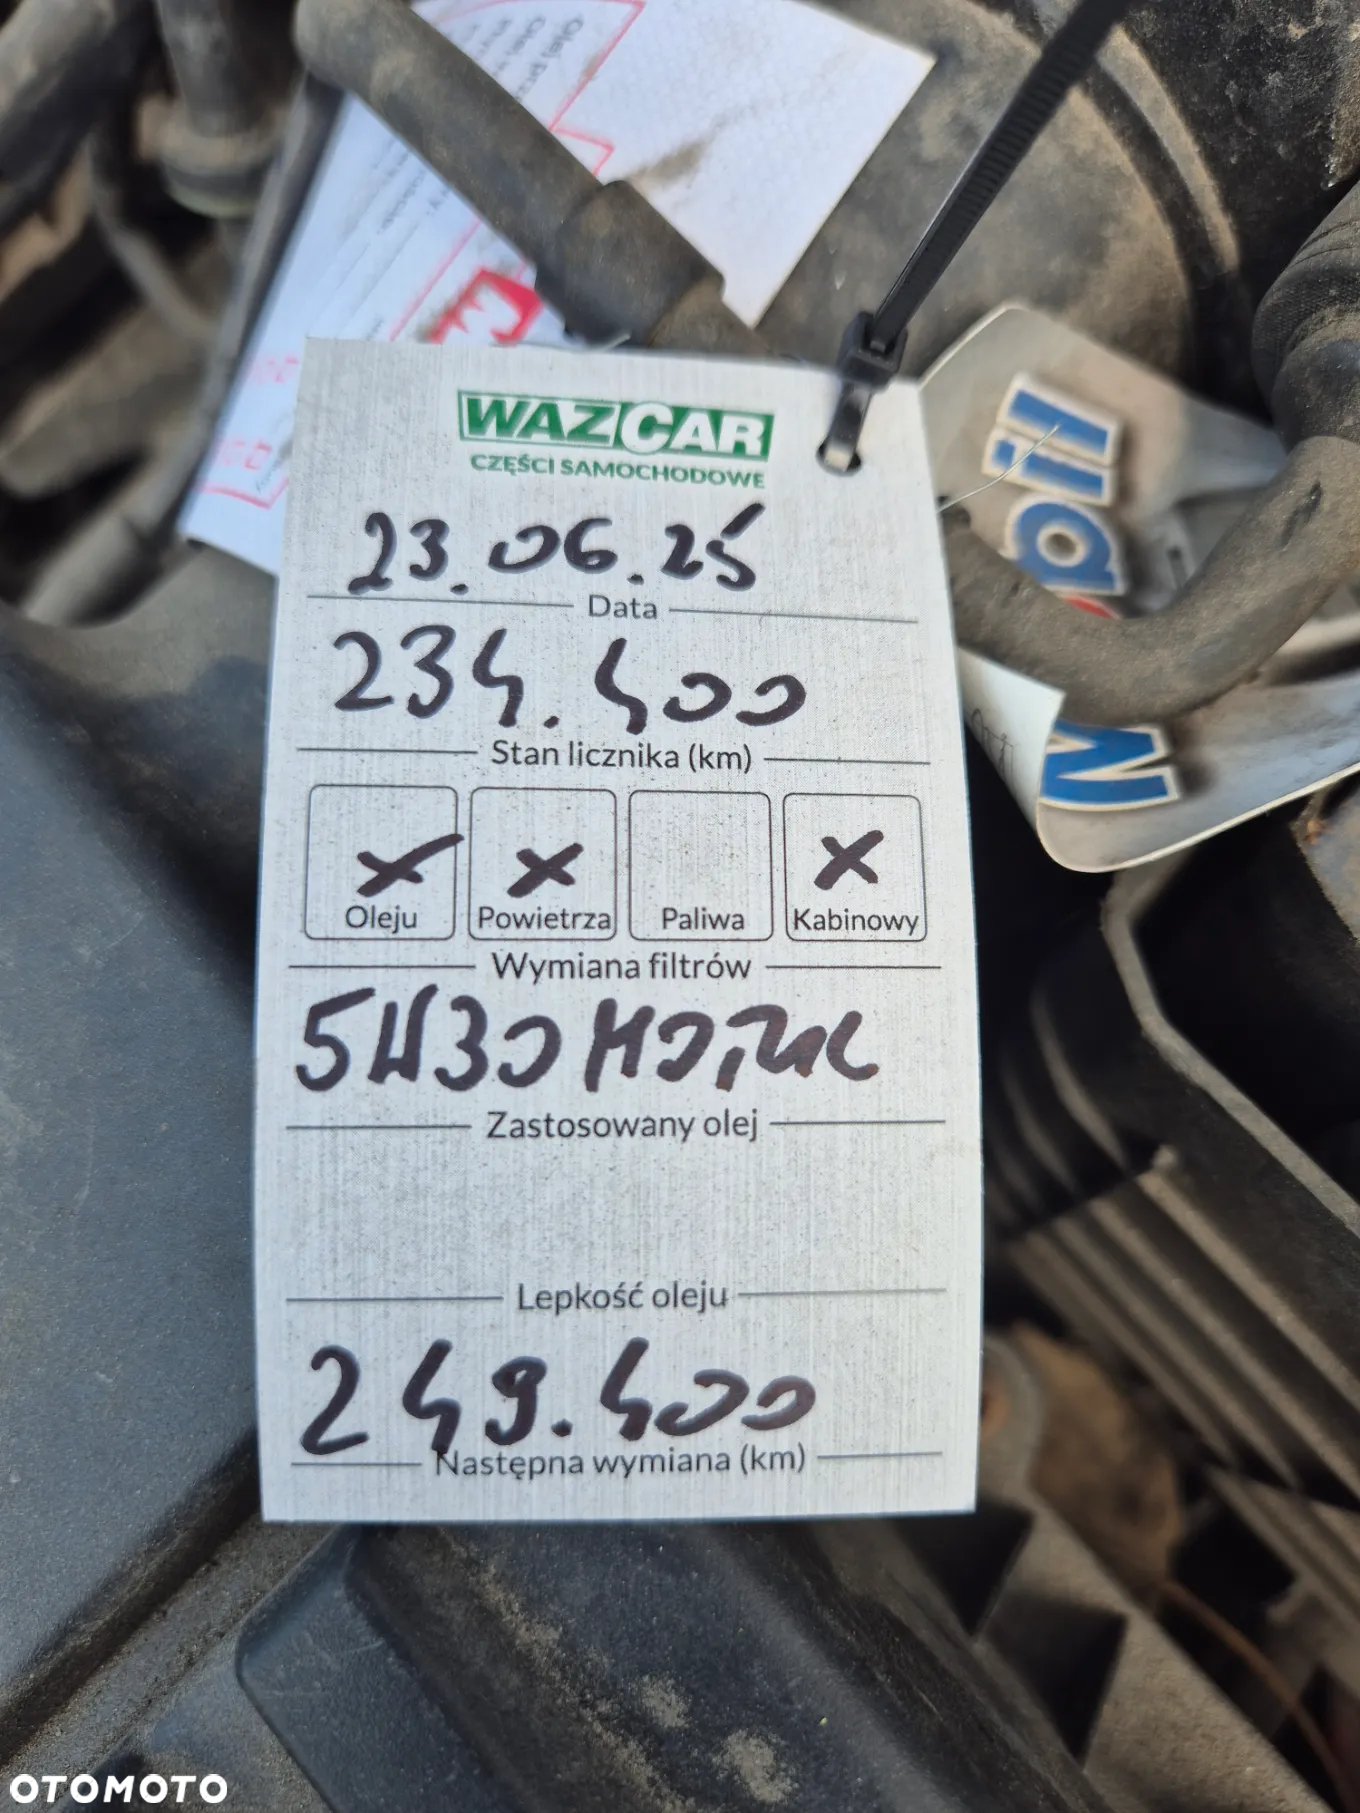 WAZCAR
CZĘŚCI SAMOCHODOWE
23.06.25
Data
234.400
Stan licznika (km)
Oleju Powietrza Paliwa Kabinowy
Wymiana filtrów
5W30
Zastosowany olej
Lepkość oleju
249.400
Następna wymiana (km)
OTOMOTO